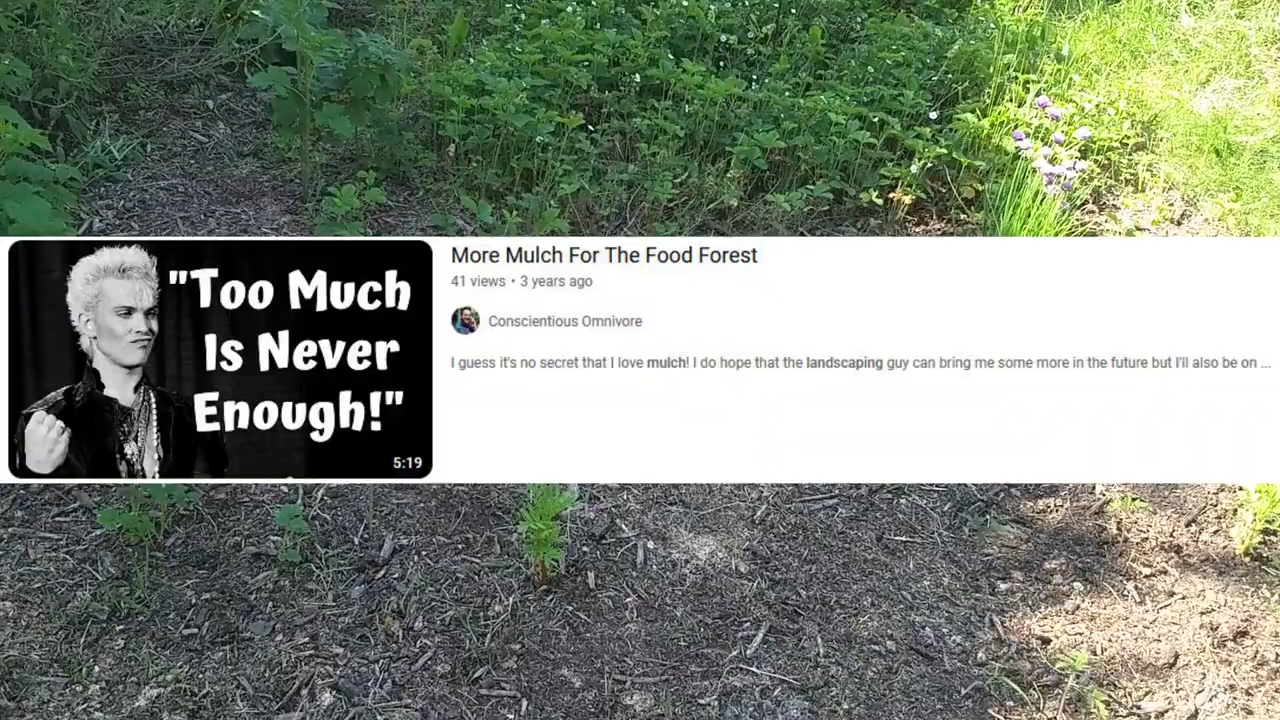 "Too Much
Is Never
Enough!"
5:19
More Mulch For The Food Forest
41 views • 3 years ago
Conscientious Omnivore
I guess it's no secret that I love mulch! I do hope that the landscaping guy can bring me some more in the future but I'll also be on ...